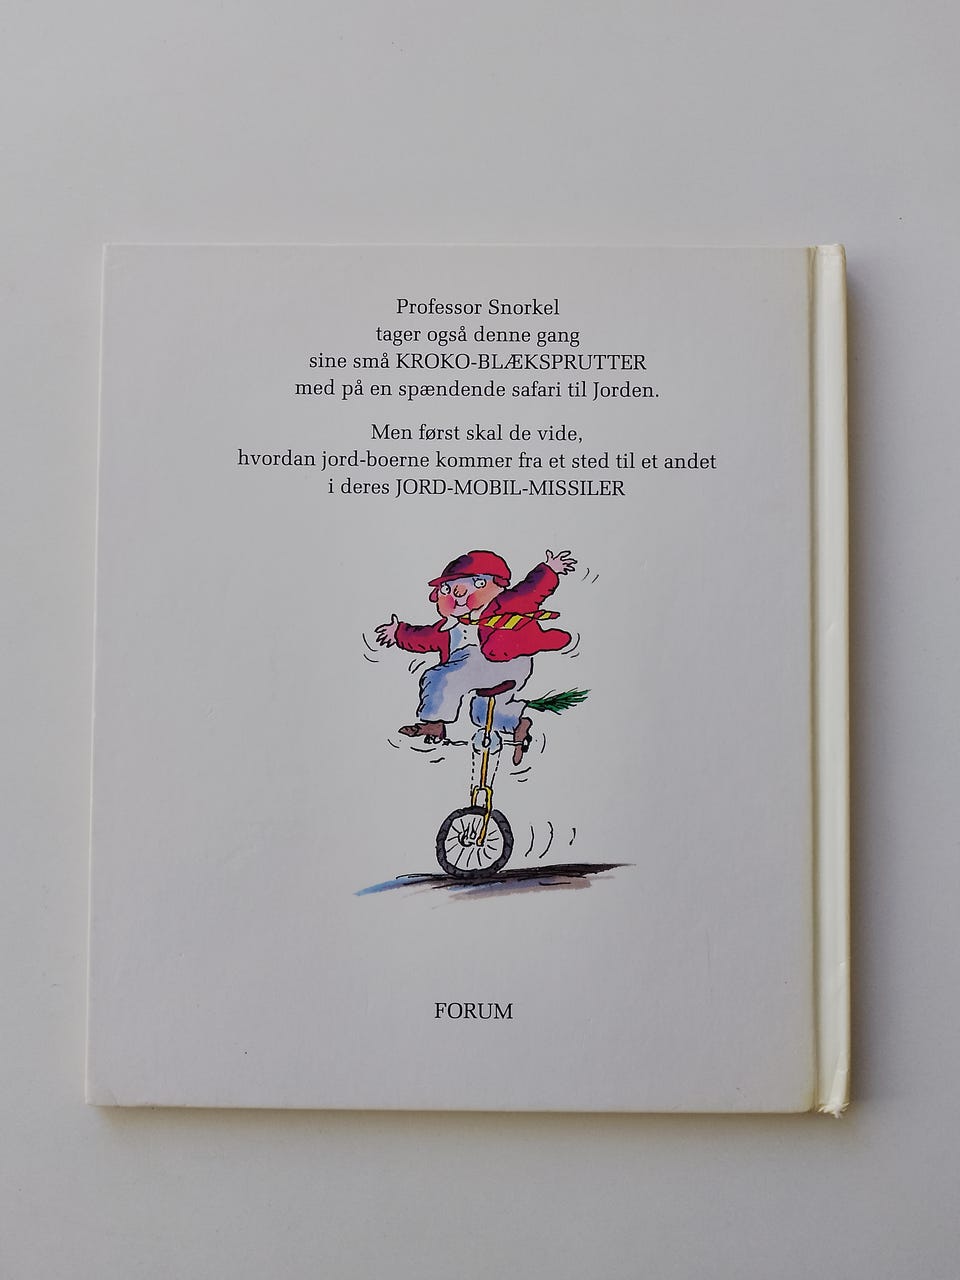 Professor Snorkel
tager også denne gang
sine små KROKO-BLÆKSPRUTTER
med på en spændende safari til Jorden.
Men først skal de vide,
hvordan jord-boerne kommer fra et sted til et andet
i deres JORD-MOBIL-MISSILER
FORUM